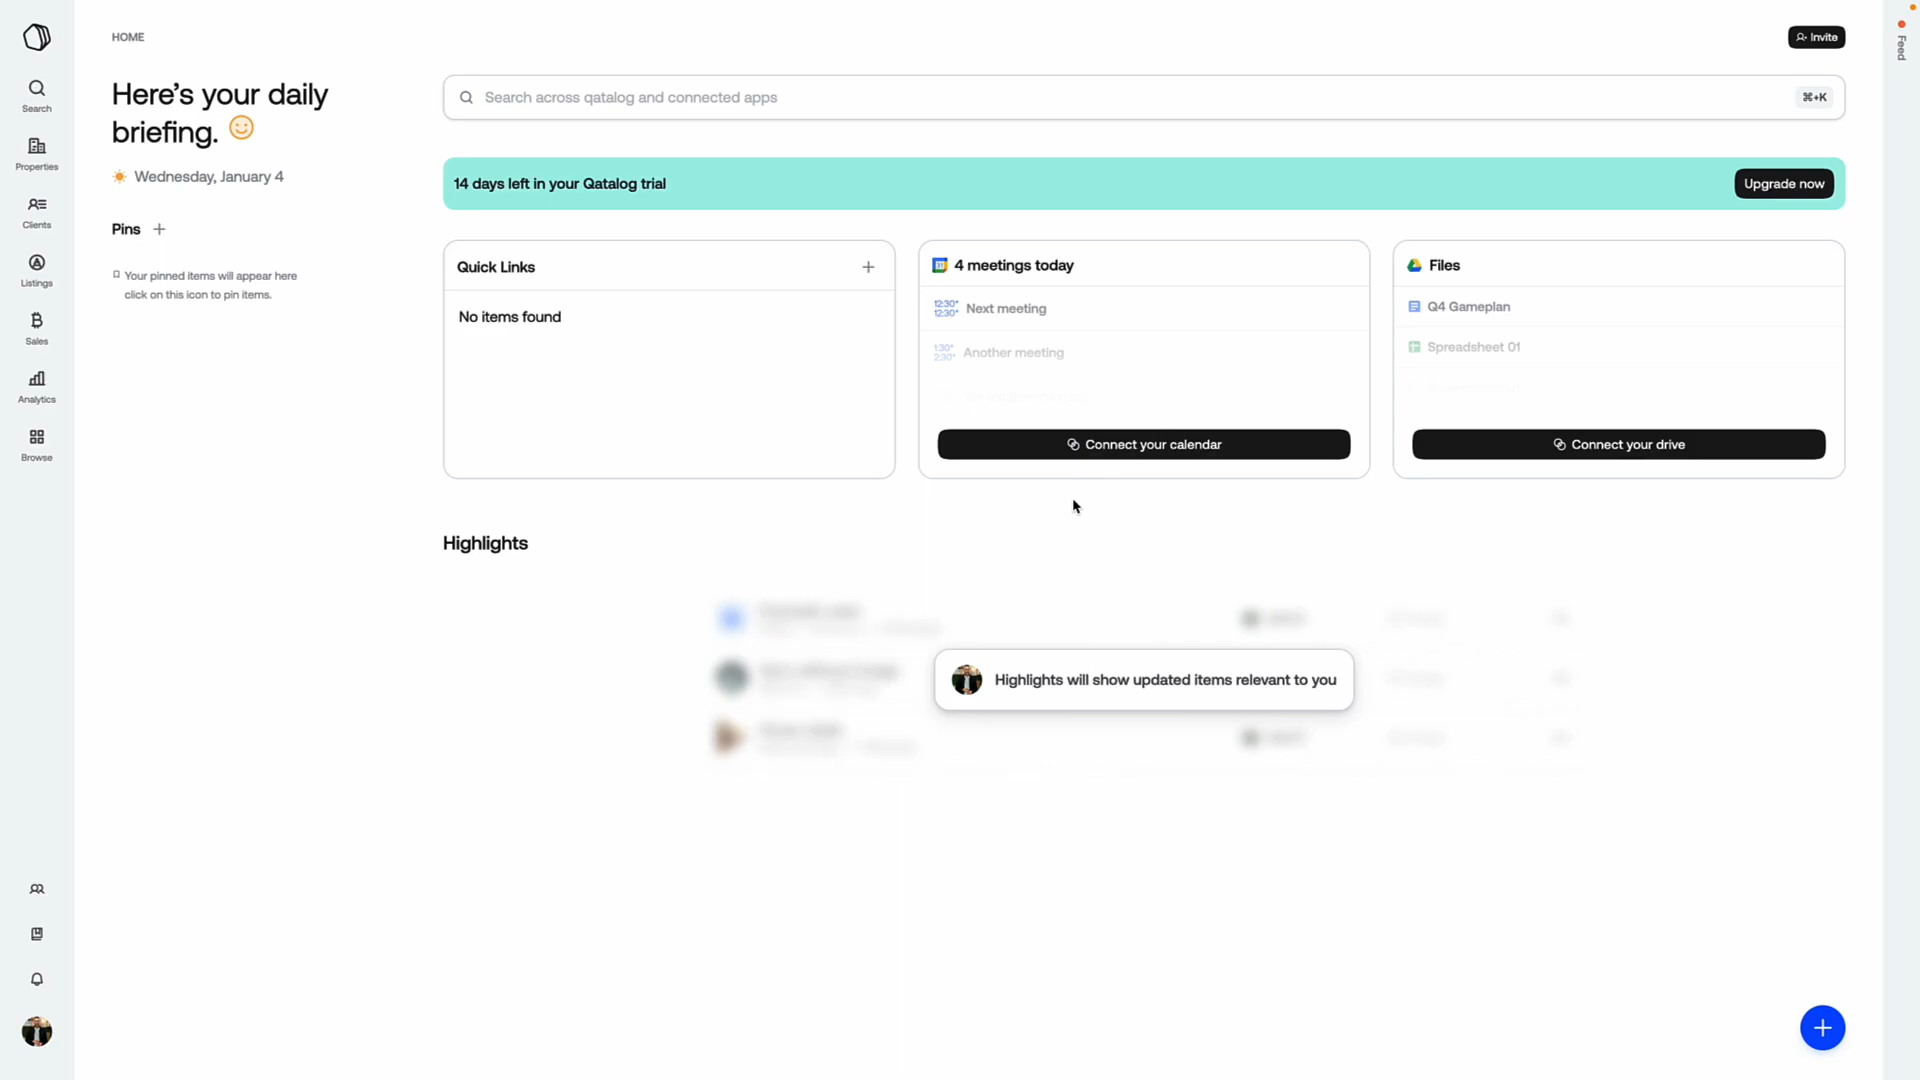 HOME
Invite
Feed
Search
Properties
Clients
Listings
Sales
Analytics
Browse
Here's your daily
briefing.
Wednesday, January 4
Pins
Your pinned items will appear here
click on this icon to pin items.
Search across qatalog and connected apps
⌘+K
14 days left in your Qatalog trial
Upgrade now
Quick Links
No items found
4 meetings today
12:30
12:30
Next meeting
1:30
2:30
Another meeting
Connect your calendar
Files
Q4 Gameplan
Spreadsheet 01
Connect your drive
Highlights
Highlights will show updated items relevant to you